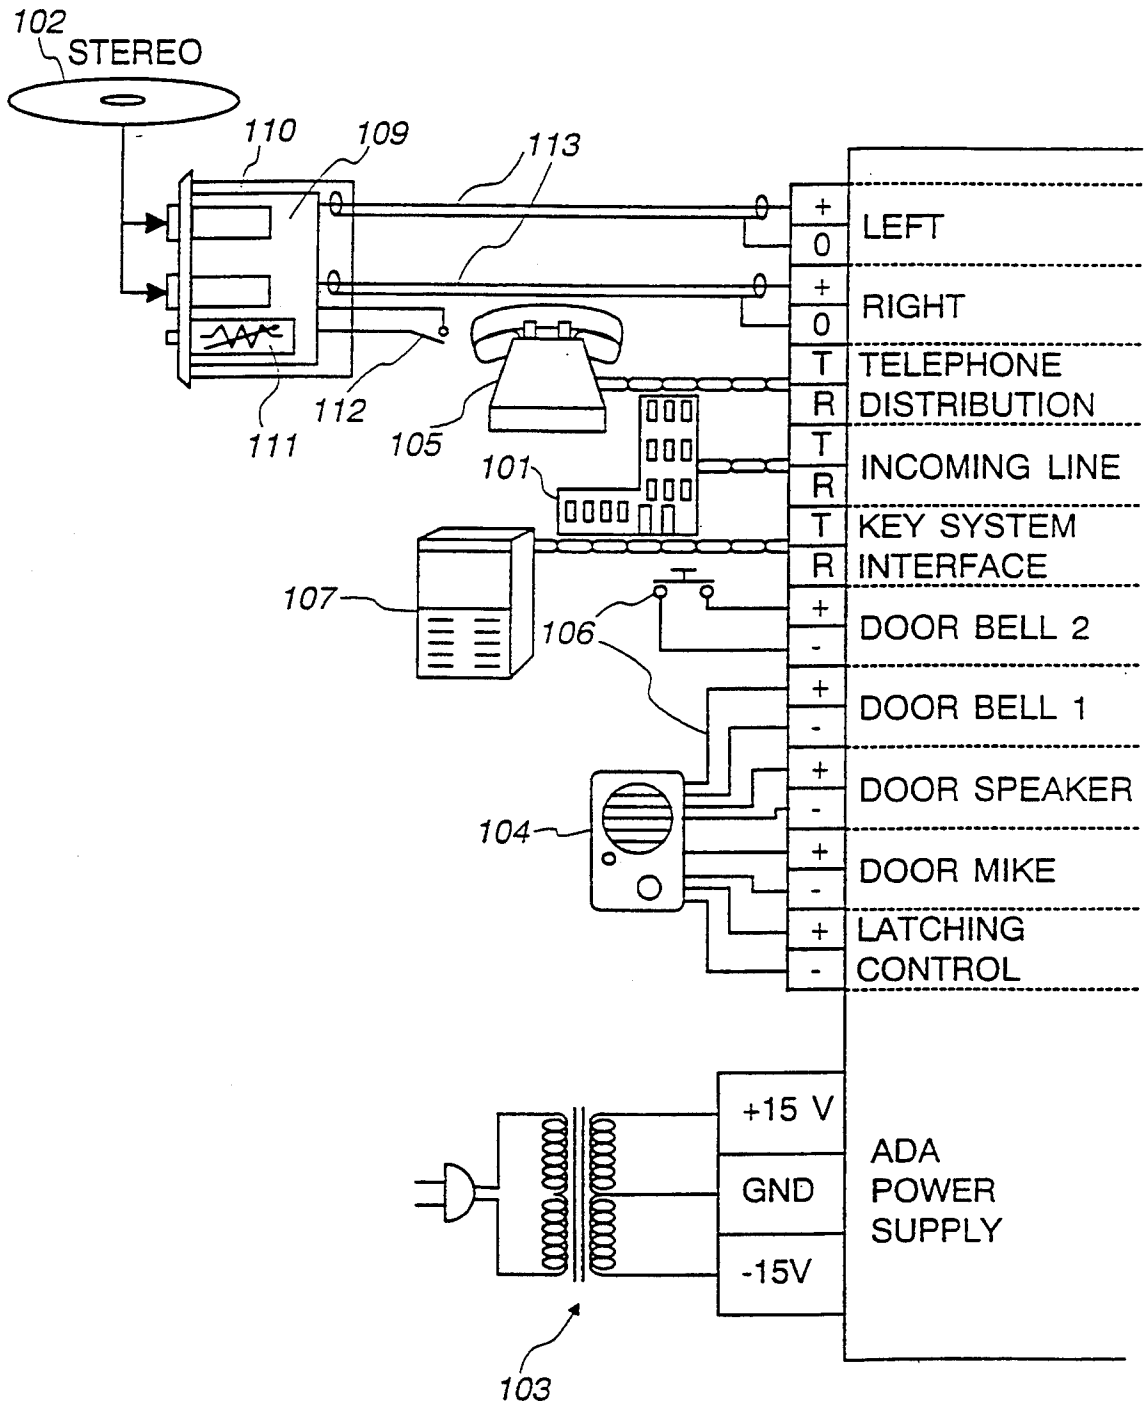 102
STEREO
110
109
113
+
LEFT
0
+
RIGHT
0
112
111
105
T
TELEPHONE
R
DISTRIBUTION
101
T
INCOMING LINE
R
T
KEY SYSTEM
R
INTERFACE
107
106
+
DOOR BELL 2
-
+
DOOR BELL 1
-
+
DOOR SPEAKER
-
104
+
DOOR MIKE
-
+
LATCHING
-
CONTROL
+15 V
GND
-15V
ADA
POWER
SUPPLY
103